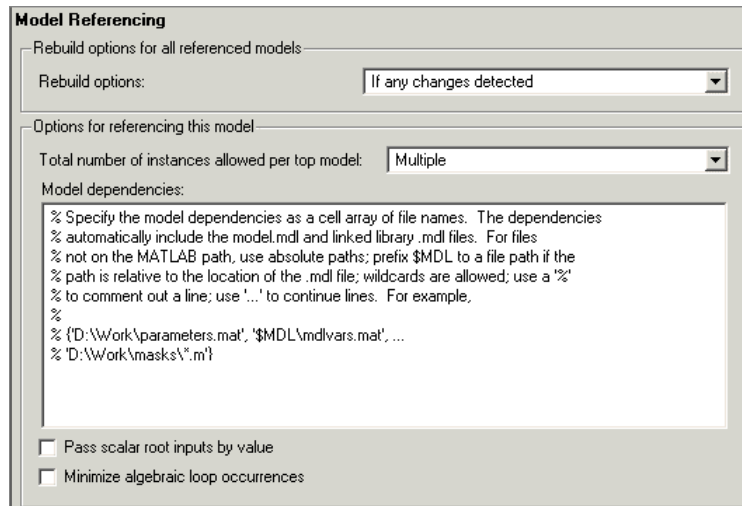 Model Referencing
Rebuild options for all referenced models
Rebuild options: If any changes detected
Options for referencing this model
Total number of instances allowed per top model: Multiple
Model dependencies:
% Specify the model dependencies as a cell array of file names.  The dependencies
% automatically include the model.mdl and linked library .mdl files.  For files
% not on the MATLAB path, use absolute paths; prefix $MDL to a file path if the
% path is relative to the location of the .mdl file; wildcards are allowed; use a '%'
% to comment out a line; use '...' to continue lines.  For example,
%
% {'D:\Work\parameters.mat', '$MDL\mdlvars.mat', ...
% 'D:\Work\masks\*.m'}
Pass scalar root inputs by value
Minimize algebraic loop occurrences